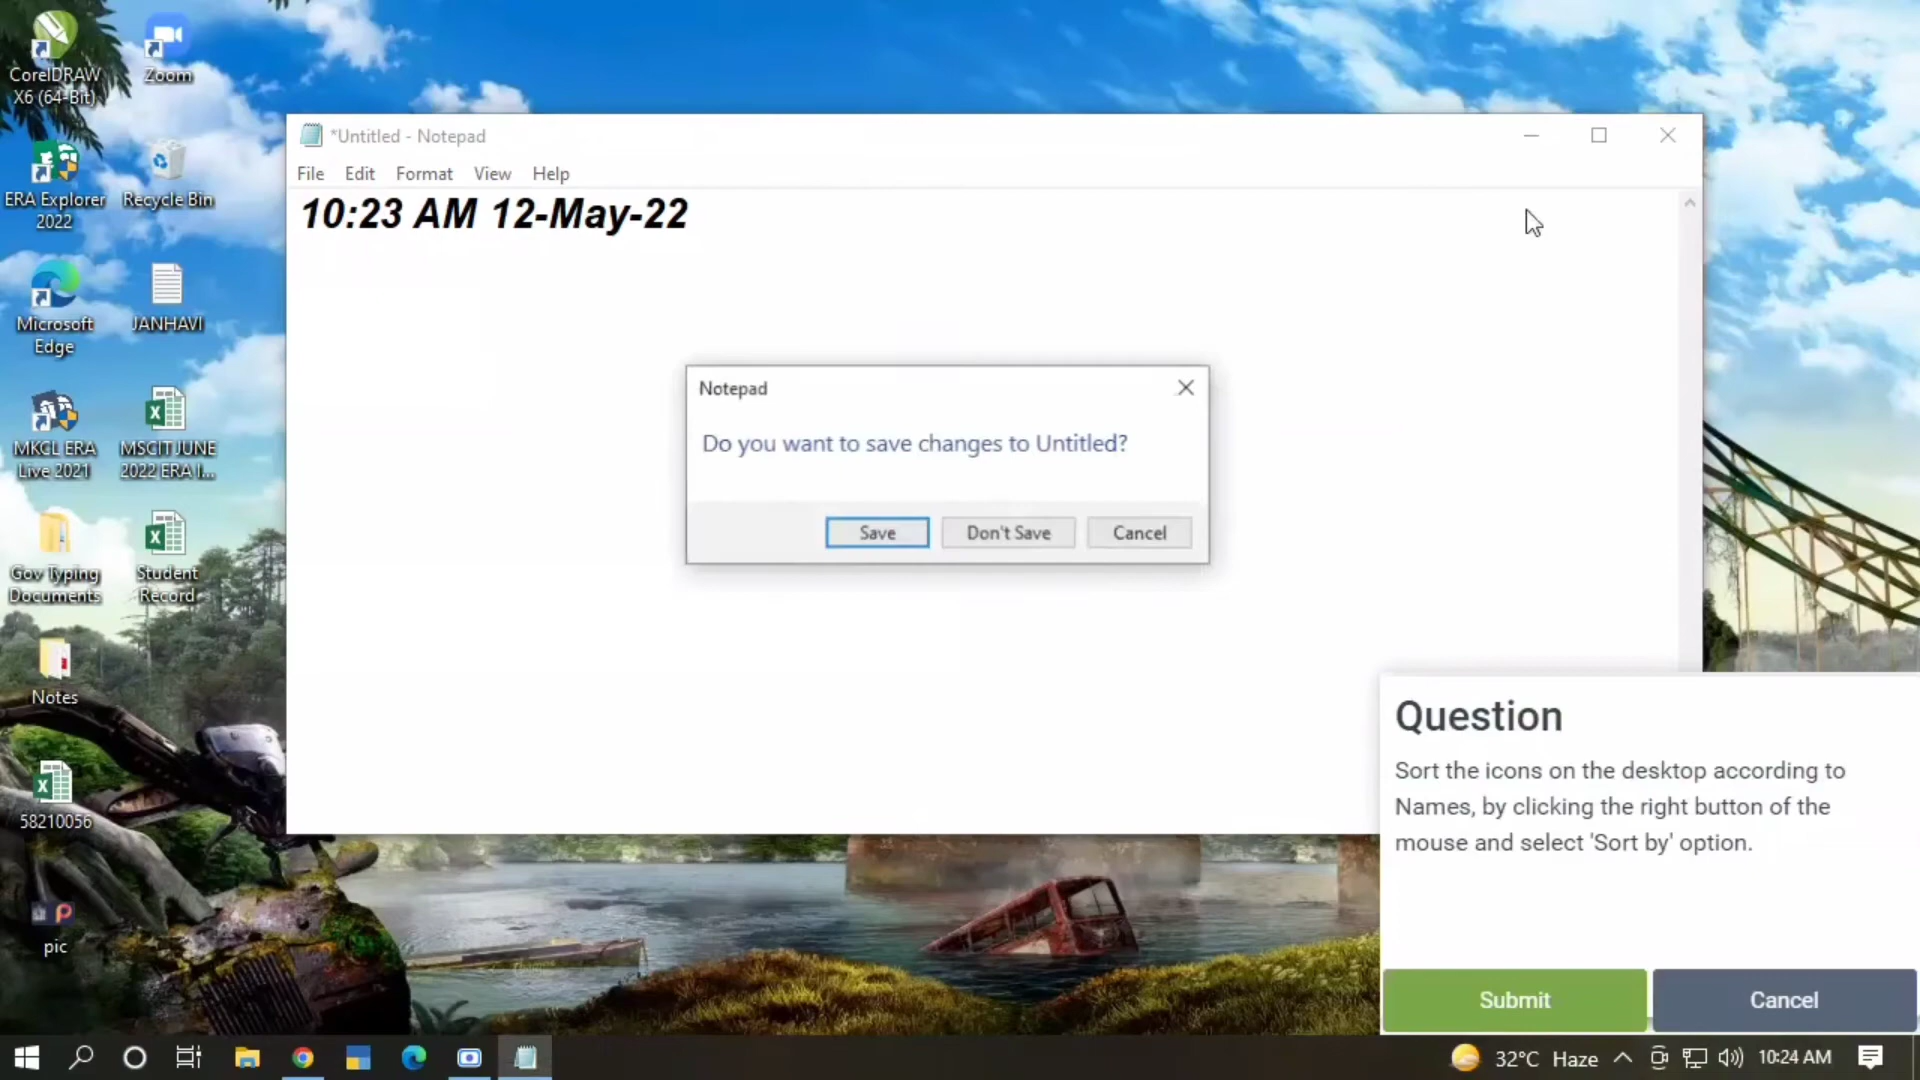 CorelDRAW
X6 (64-Bit)
Zoom
ERA Explorer
2022
Recycle Bin
Microsoft
Edge
JANHAVI
MKCL ERA
Live 2021
MSCIT JUNE
2022 ERA I...
Gov Typing
Documents
Student
Record
Notes
58210056
pic
*Untitled - Notepad
File Edit Format View Help
10:23 AM 12-May-22
Notepad
Do you want to save changes to Untitled?
Save Don't Save Cancel
Question
Sort the icons on the desktop according to
Names, by clicking the right button of the
mouse and select 'Sort by' option.
Submit Cancel
32°C Haze 10:24 AM